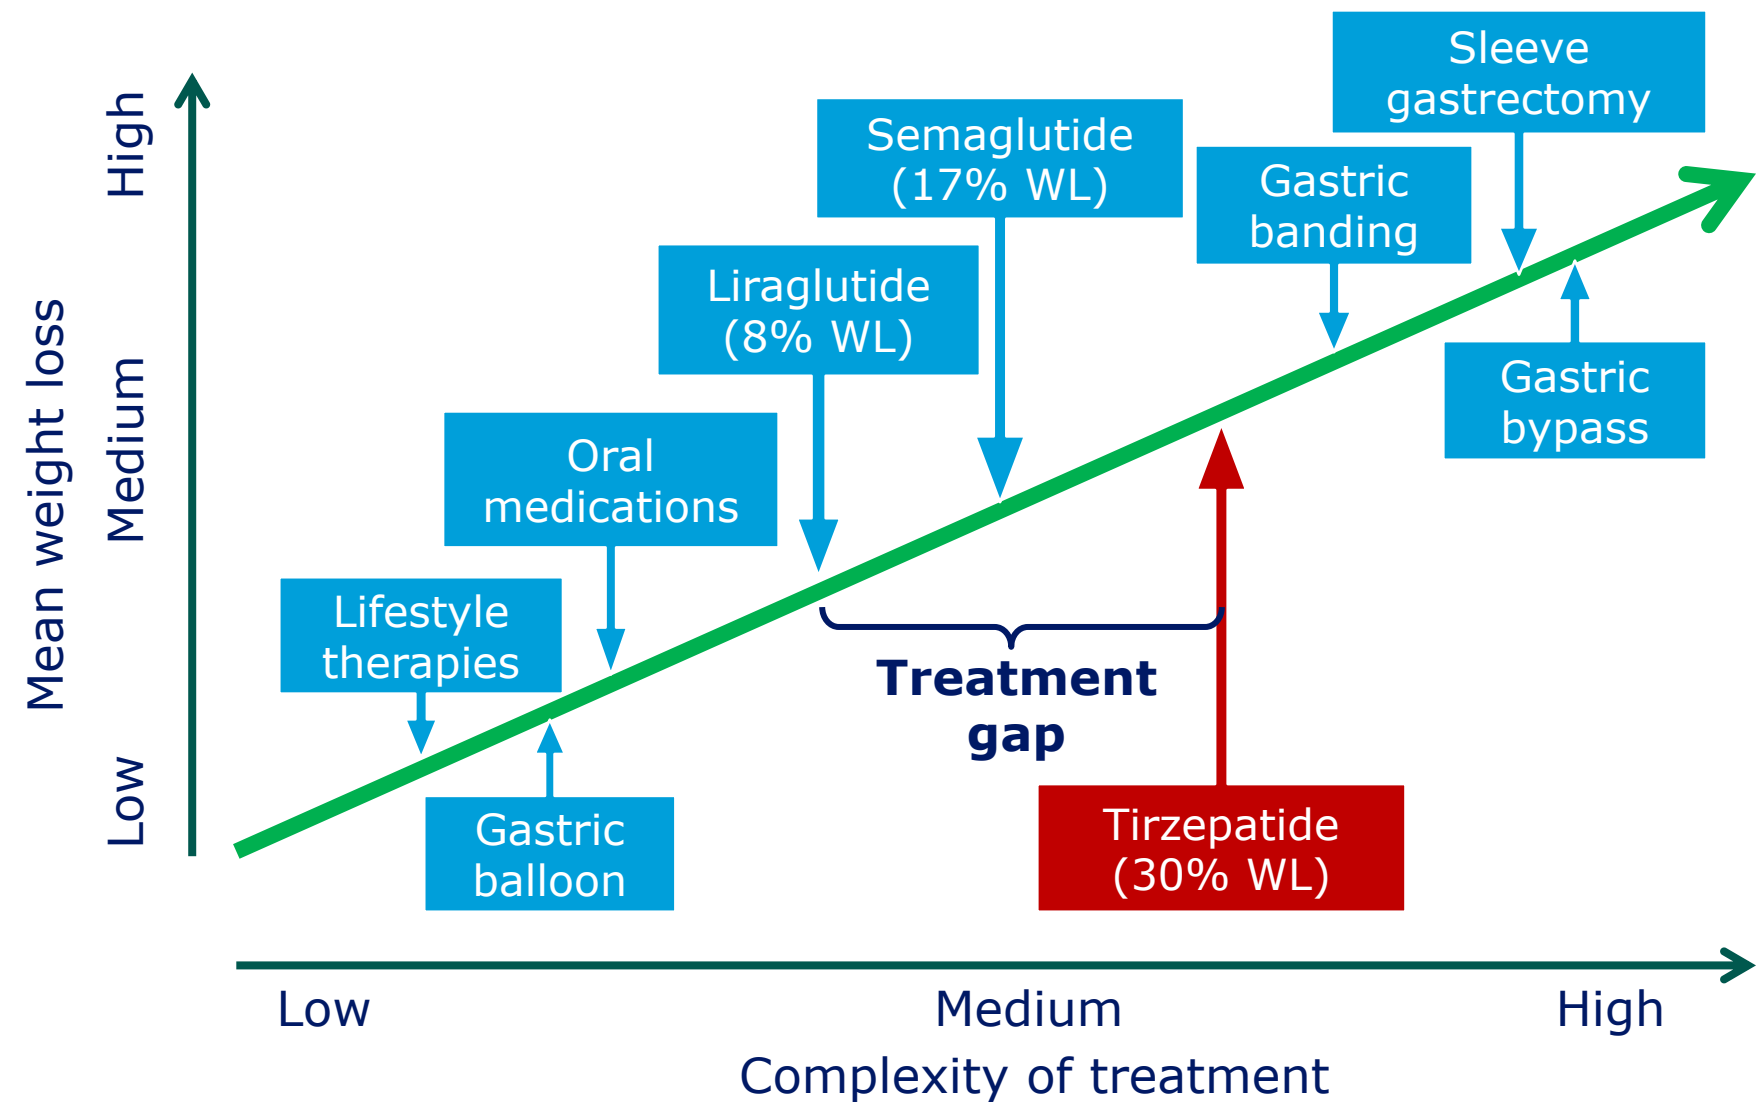 Sleeve
gastrectomy
Semaglutide
(17% WL)
Gastric
banding
Liraglutide
(8% WL)
Gastric
bypass
Oral
medications
Lifestyle
therapies
Treatment
gap
Gastric
balloon
Tirzepatide
(30% WL)
Mean weight loss
High
Medium
Low
Low
Medium
High
Complexity of treatment